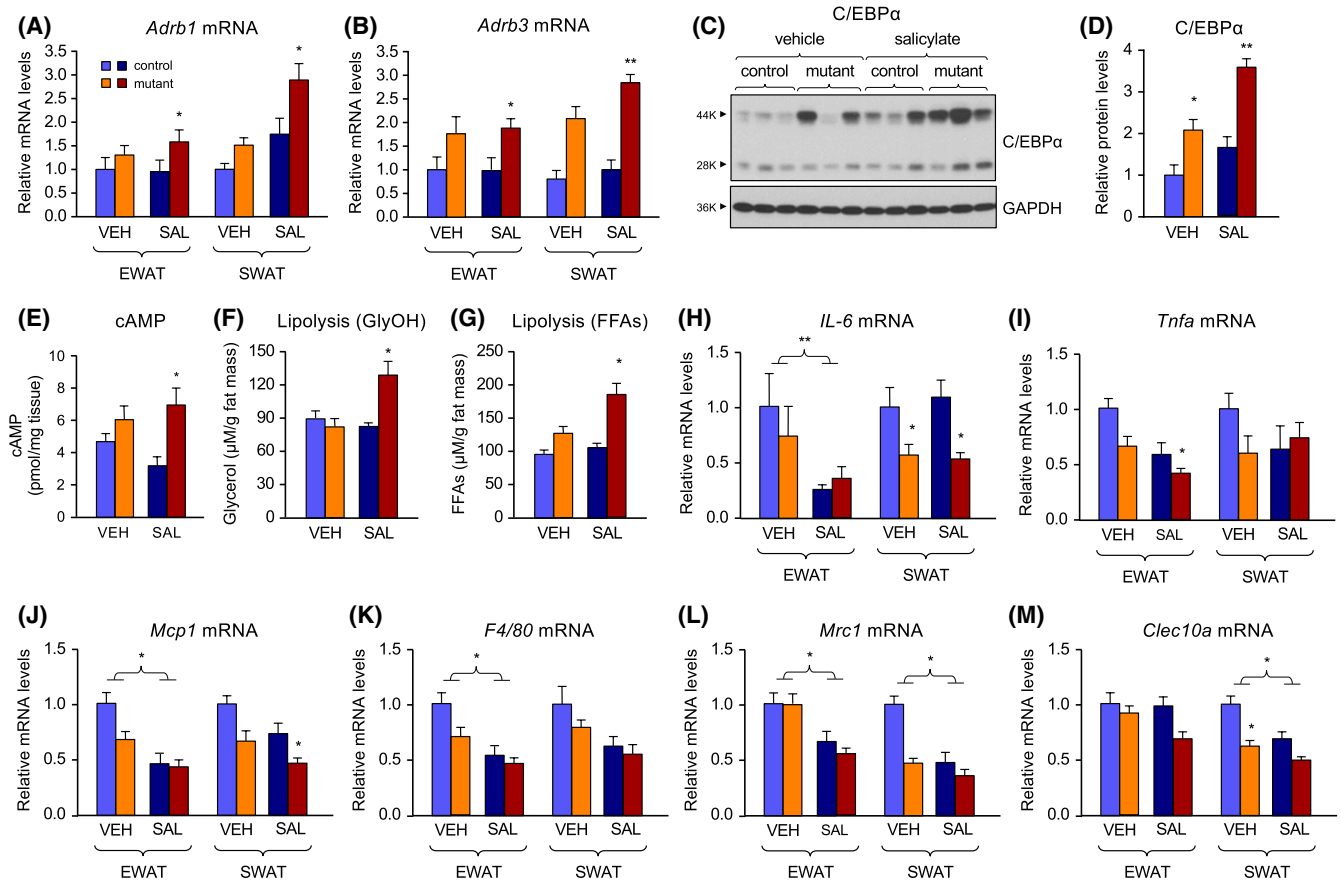 (A)
Adrb1 mRNA
Relative mRNA levels
3.5
3.0
2.5
2.0
1.5
1.0
0.5
0.0
control
mutant
*
*
VEH SAL VEH SAL
EWAT SWAT
(B)
Adrb3 mRNA
Relative mRNA levels
3.5
3.0
2.5
2.0
1.5
1.0
0.5
0.0
*
**
VEH SAL VEH SAL
EWAT SWAT
(C)
C/EBPα
vehicle salicylate
control mutant control mutant
44K
28K
C/EBPα
36K
GAPDH
(D)
C/EBPα
Relative protein levels
4
3
2
1
0
*
**
VEH SAL
(E)
cAMP
cAMP
(pmol/mg tissue)
10
8
6
4
2
0
*
VEH SAL
(F)
Lipolysis (GlyOH)
Glycerol (μM/g fat mass)
150
120
90
60
30
0
*
VEH SAL
(G)
Lipolysis (FFAs)
FFAs (μM/g fat mass)
250
200
150
100
50
0
*
VEH SAL
(H)
IL-6 mRNA
Relative mRNA levels
1.5
1.0
0.5
0.0
**
*
*
VEH SAL VEH SAL
EWAT SWAT
(I)
Tnfa mRNA
Relative mRNA levels
1.5
1.0
0.5
0.0
*
VEH SAL VEH SAL
EWAT SWAT
(J)
Mcp1 mRNA
Relative mRNA levels
1.5
1.0
0.5
0.0
*
*
VEH SAL VEH SAL
EWAT SWAT
(K)
F4/80 mRNA
Relative mRNA levels
1.5
1.0
0.5
0.0
*
VEH SAL VEH SAL
EWAT SWAT
(L)
Mrc1 mRNA
Relative mRNA levels
1.5
1.0
0.5
0.0
*
*
VEH SAL VEH SAL
EWAT SWAT
(M)
Clec10a mRNA
Relative mRNA levels
1.5
1.0
0.5
0.0
*
*
VEH SAL VEH SAL
EWAT SWAT